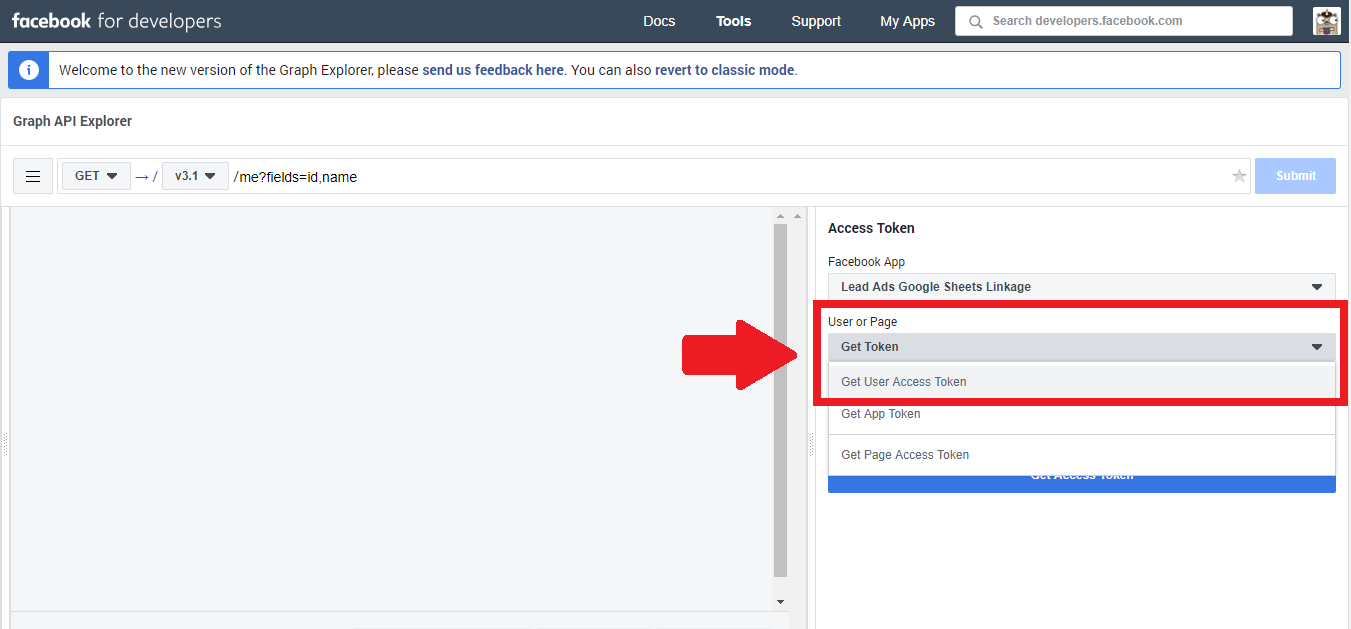 facebook for developers Docs Tools Support My Apps Search developers.facebook.com
i Welcome to the new version of the Graph Explorer, please send us feedback here. You can also revert to classic mode.
Graph API Explorer
GET →/ v3.1 /me?fields=id,name Submit
Access Token
Facebook App
Lead Ads Google Sheets Linkage
User or Page
Get Token
Get User Access Token
Get App Token
Get Page Access Token
Get Access Token